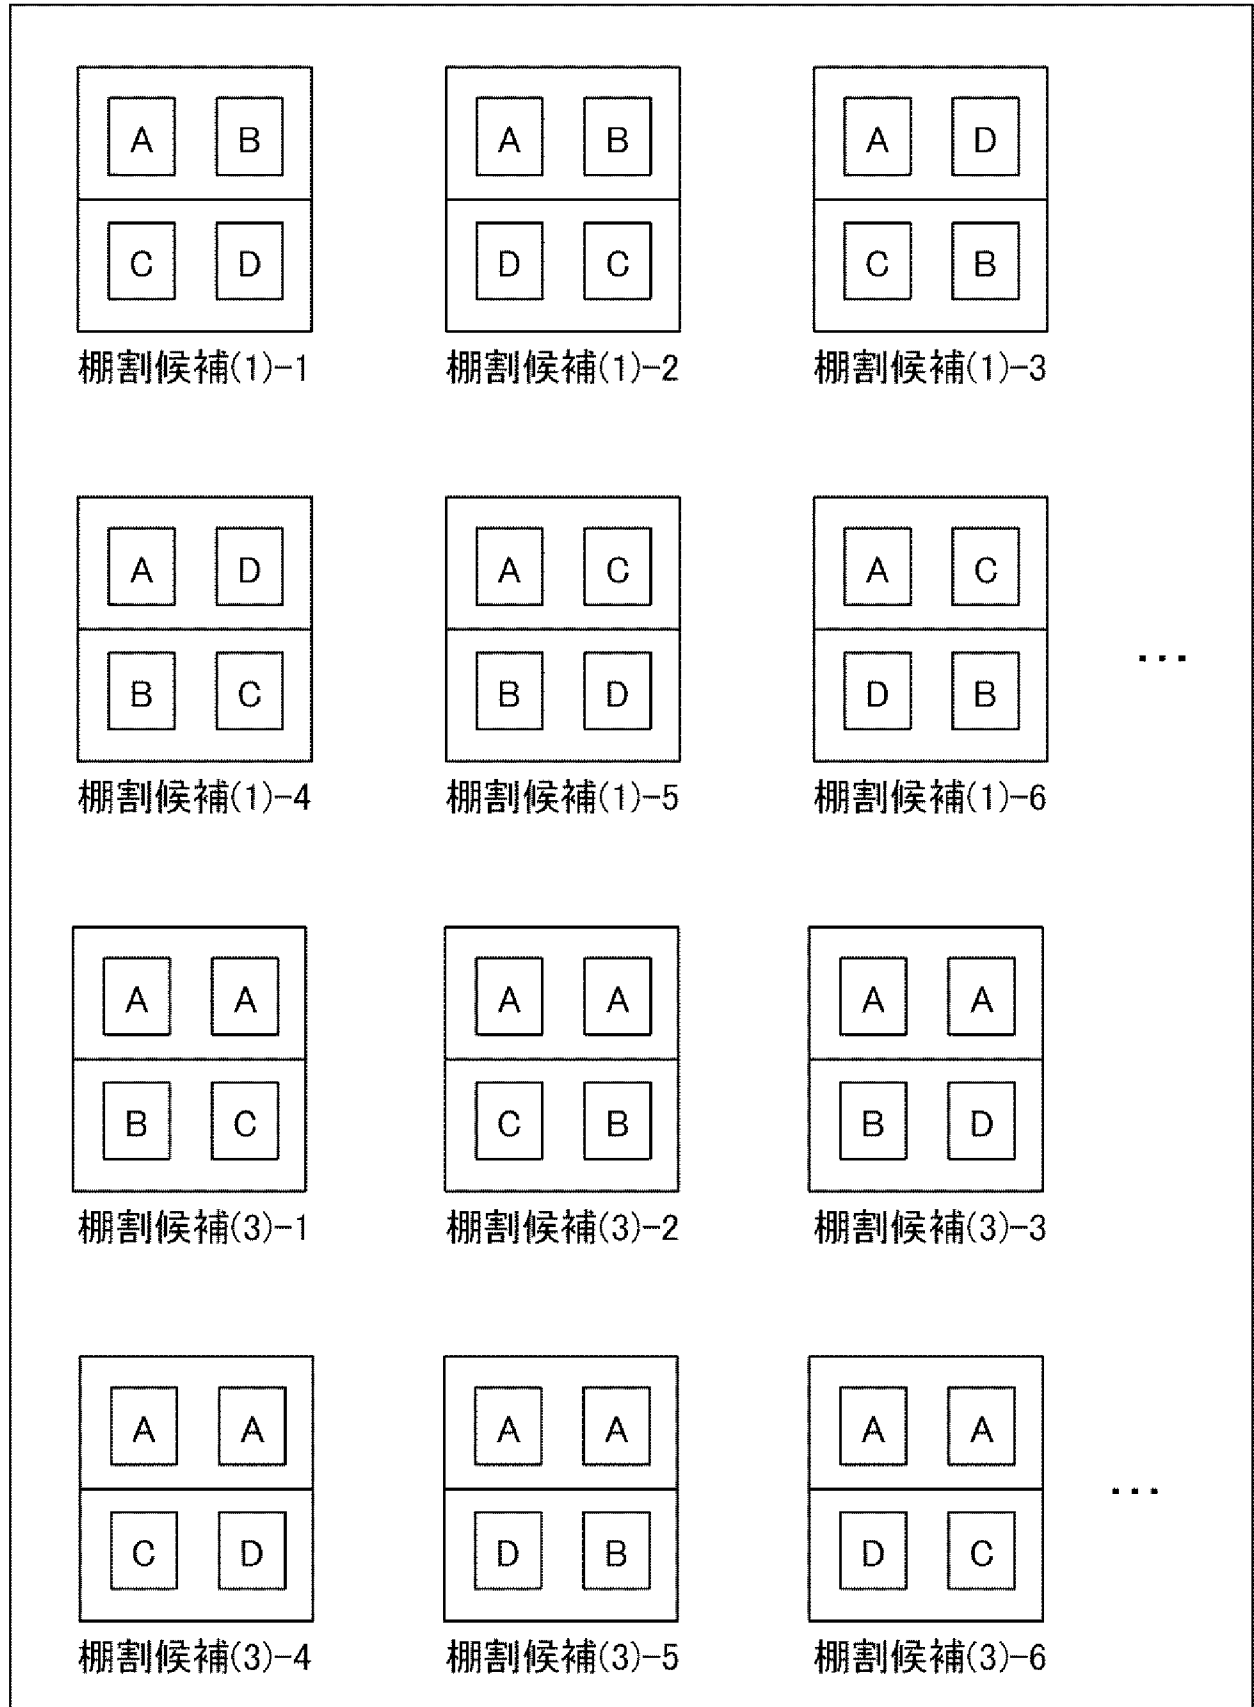 A B A B A D
C D D C C B
棚割候補(1)-1 棚割候補(1)-2 棚割候補(1)-3
A D A C A C
B C B D D B
...
棚割候補(1)-4 棚割候補(1)-5 棚割候補(1)-6
A A A A A A
B C C B B D
棚割候補(3)-1 棚割候補(3)-2 棚割候補(3)-3
A A A A A A
...
C D D B D C
棚割候補(3)-4 棚割候補(3)-5 棚割候補(3)-6